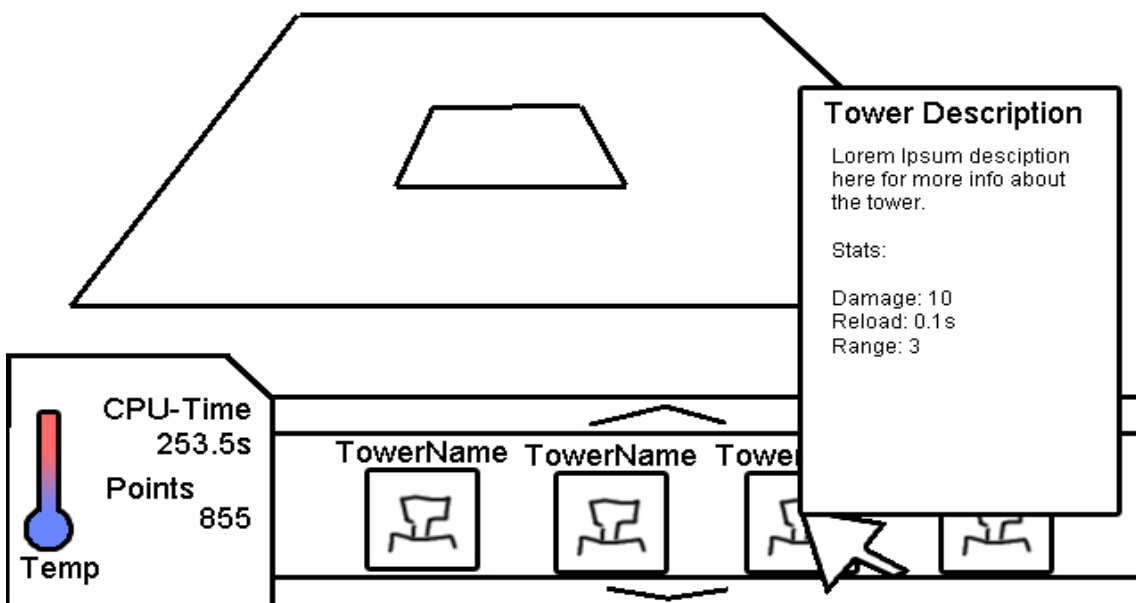 Tower Description
Lorem Ipsum desciption
here for more info about
the tower.
Stats:
Damage: 10
Reload: 0.1s
Range: 3
CPU-Time
253.5s
Points
855
Temp
TowerName
TowerName
Tower